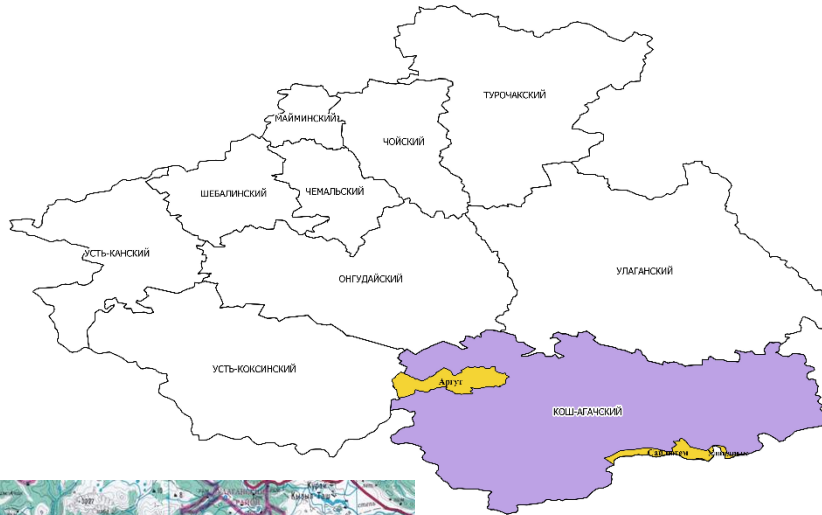 ТУРОЧАКСКИЙ
МАЙМИНСКИЙ
ЧОЙСКИЙ
ШЕБАЛИНСКИЙ
ЧЕМАЛЬСКИЙ
УСТЬ-КАНСКИЙ
ОНГУДАЙСКИЙ
УЛАГАНСКИЙ
УСТЬ-КОКСИНСКИЙ
Аргут
КОШ-АГАЧСКИЙ